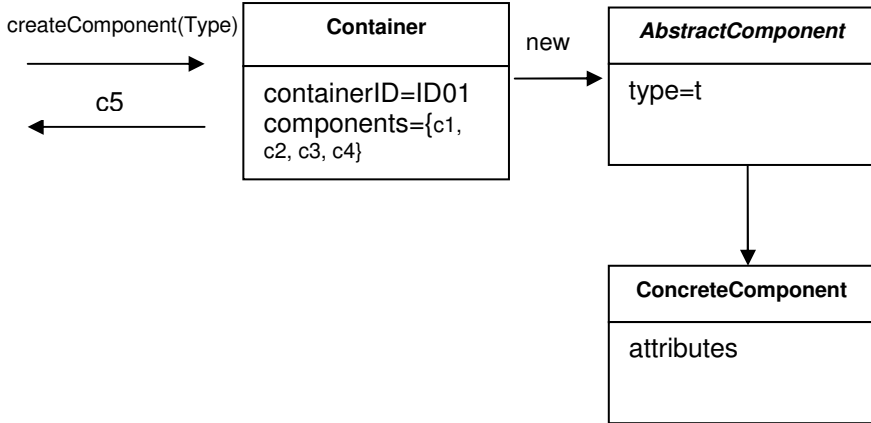 createComponent(Type)
c5
Container
containerID=ID01
components={c1,
c2, c3, c4}
new
AbstractComponent
type=t
ConcreteComponent
attributes